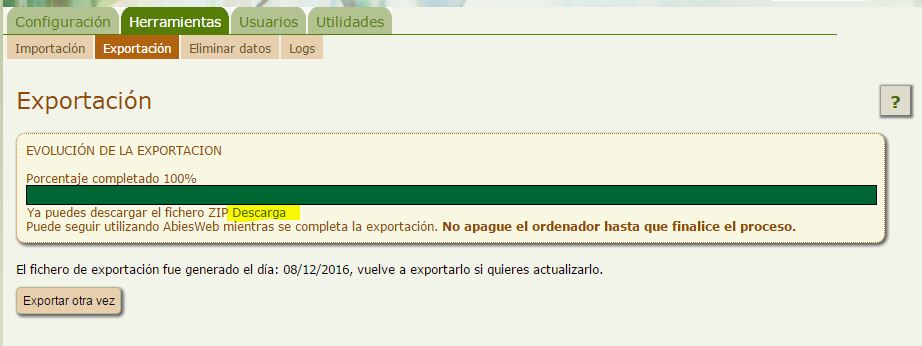 Configuración Herramientas Usuarios Utilidades
Importación Exportación Eliminar datos Logs
Exportación
?
EVOLUCIÓN DE LA EXPORTACION
Porcentaje completado 100%
Ya puedes descargar el fichero ZIP Descarga
Puede seguir utilizando AbiesWeb mientras se completa la exportación. No apague el ordenador hasta que finalice el proceso.
El fichero de exportación fue generado el día: 08/12/2016, vuelve a exportarlo si quieres actualizarlo.
Exportar otra vez